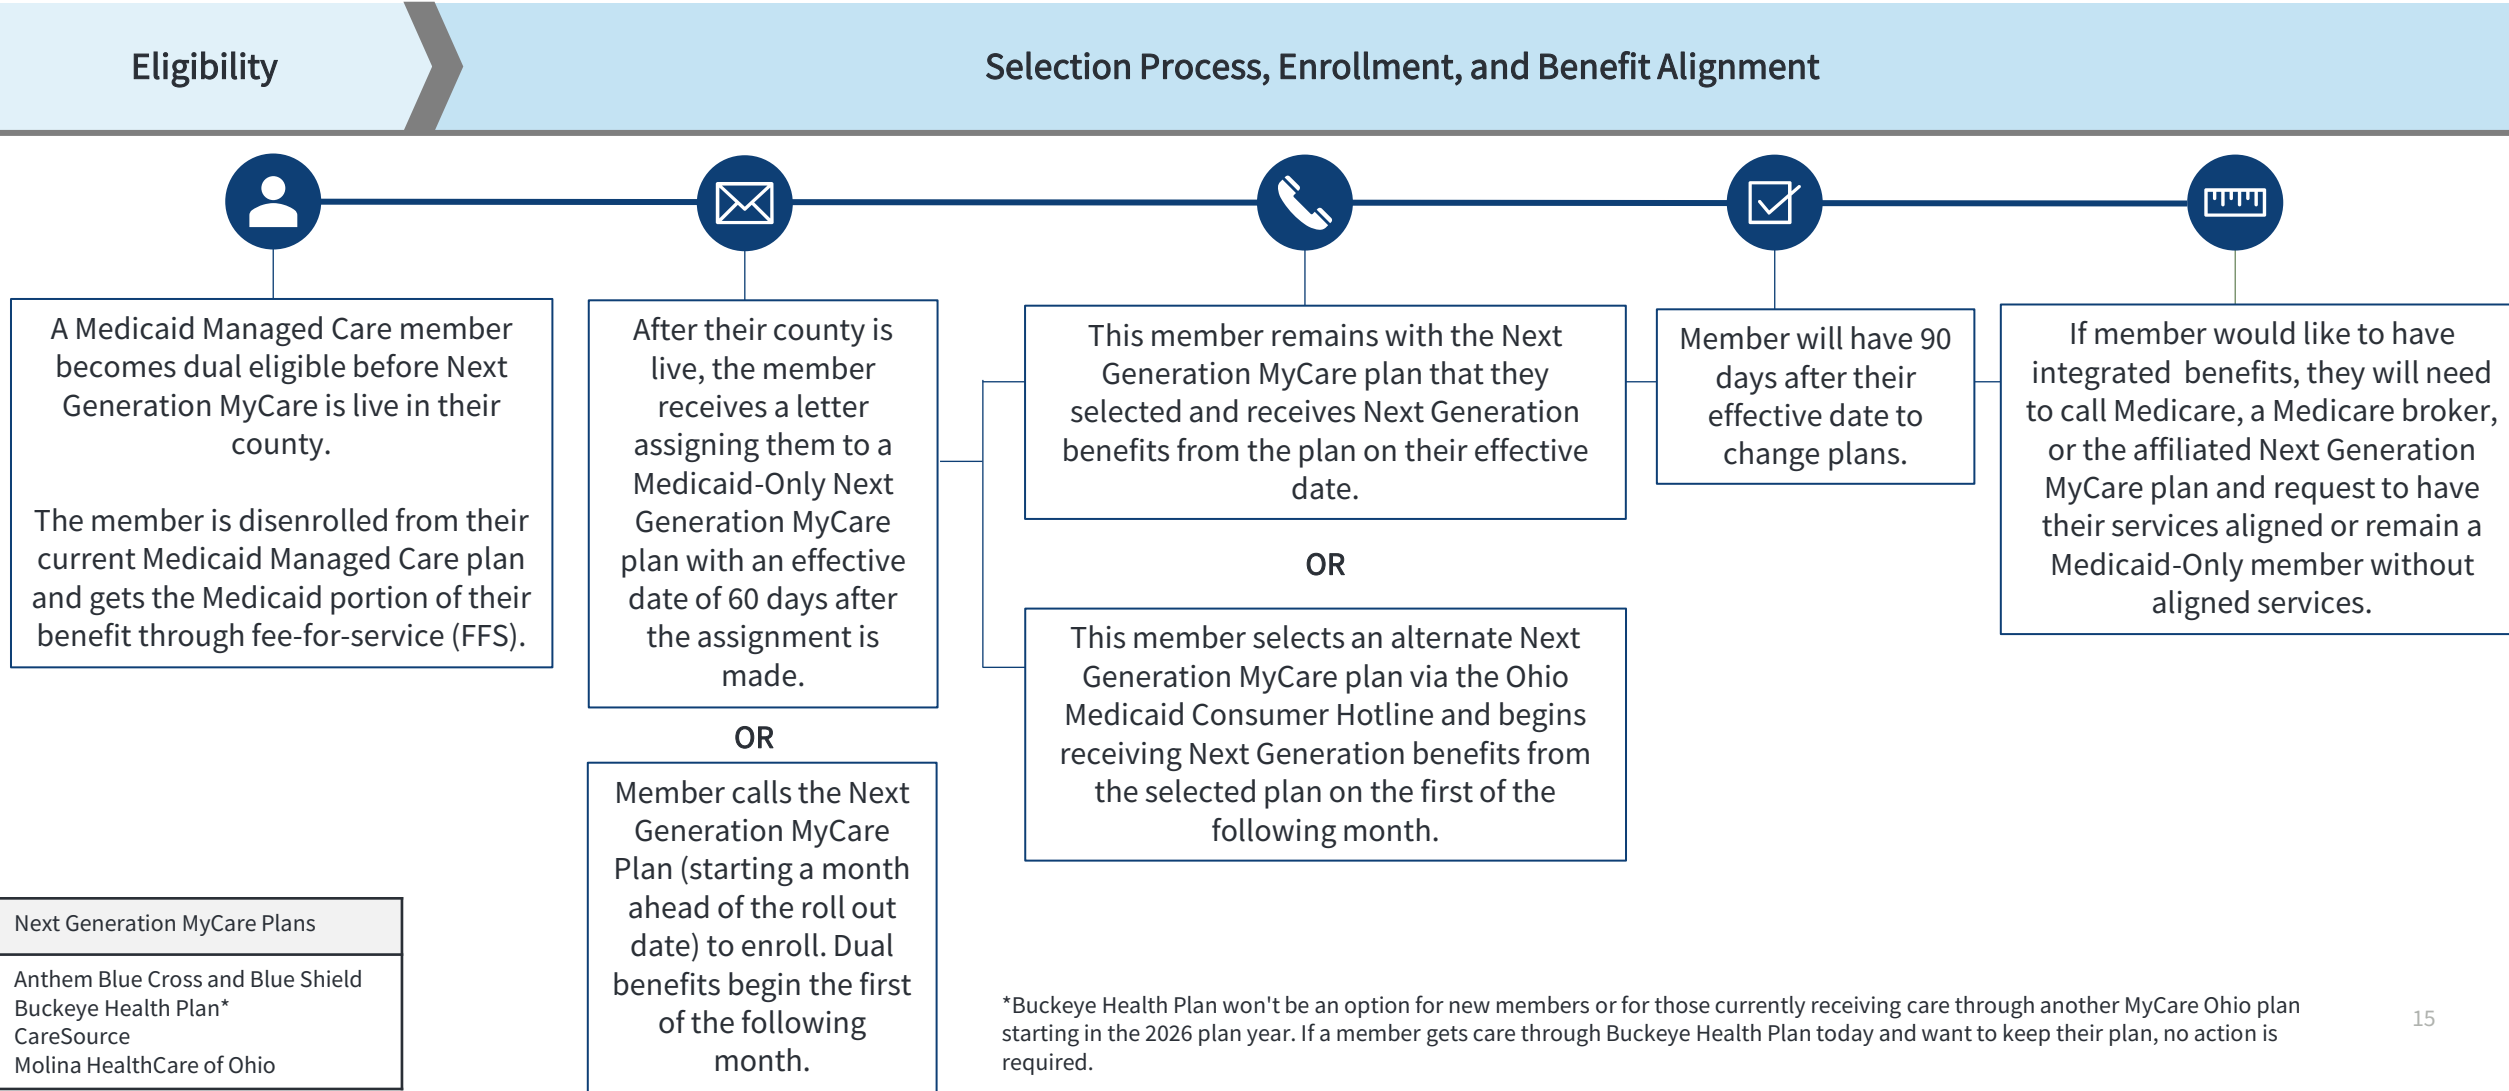 Eligibility
Selection Process, Enrollment, and Benefit Alignment
A Medicaid Managed Care member
becomes dual eligible before Next
Generation MyCare is live in their
county.
The member is disenrolled from their
current Medicaid Managed Care plan
and gets the Medicaid portion of their
benefit through fee-for-service (FFS).
After their county is
live, the member
receives a letter
assigning them to a
Medicaid-Only Next
Generation MyCare
plan with an effective
date of 60 days after
the assignment is
made.
OR
Member calls the Next
Generation MyCare
Plan (starting a month
ahead of the roll out
date) to enroll. Dual
benefits begin the first
of the following
month.
This member remains with the Next
Generation MyCare plan that they
selected and receives Next Generation
benefits from the plan on their effective
date.
OR
This member selects an alternate Next
Generation MyCare plan via the Ohio
Medicaid Consumer Hotline and begins
receiving Next Generation benefits from
the selected plan on the first of the
following month.
Member will have 90
days after their
effective date to
change plans.
If member would like to have
integrated benefits, they will need
to call Medicare, a Medicare broker,
or the affiliated Next Generation
MyCare plan and request to have
their services aligned or remain a
Medicaid-Only member without
aligned services.
Next Generation MyCare Plans
Anthem Blue Cross and Blue Shield
Buckeye Health Plan*
CareSource
Molina HealthCare of Ohio
*Buckeye Health Plan won't be an option for new members or for those currently receiving care through another MyCare Ohio plan
starting in the 2026 plan year. If a member gets care through Buckeye Health Plan today and want to keep their plan, no action is
required.
15